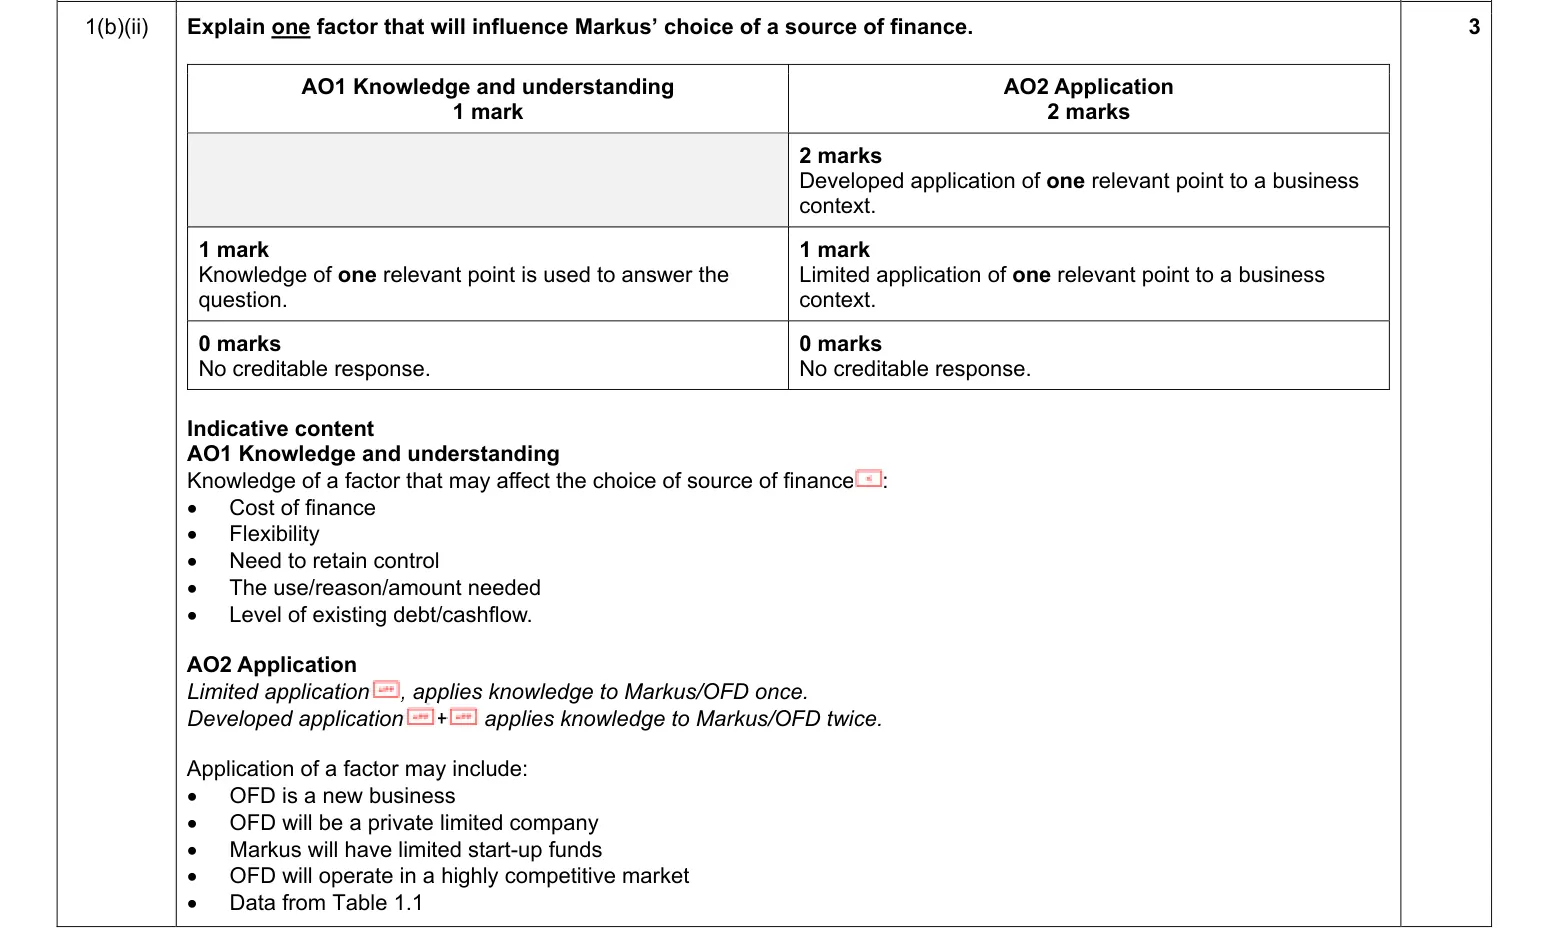 1(b)(ii)
Explain one factor that will influence Markus’ choice of a source of finance.
3
AO1 Knowledge and understanding
1 mark
AO2 Application
2 marks
2 marks
Developed application of one relevant point to a business
context.
1 mark
Knowledge of one relevant point is used to answer the
question.
1 mark
Limited application of one relevant point to a business
context.
0 marks
No creditable response.
0 marks
No creditable response.
Indicative content
AO1 Knowledge and understanding
Knowledge of a factor that may affect the choice of source of finance :
• Cost of finance
• Flexibility
• Need to retain control
• The use/reason/amount needed
• Level of existing debt/cashflow.
AO2 Application
Limited application , applies knowledge to Markus/OFD once.
Developed application + applies knowledge to Markus/OFD twice.
Application of a factor may include:
• OFD is a new business
• OFD will be a private limited company
• Markus will have limited start-up funds
• OFD will operate in a highly competitive market
• Data from Table 1.1